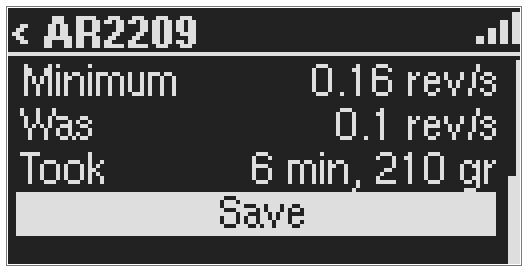 < AR2209
Minimum 0.16 rev/s
Was 0.1 rev/s
Took 6 min, 210 gr
Save